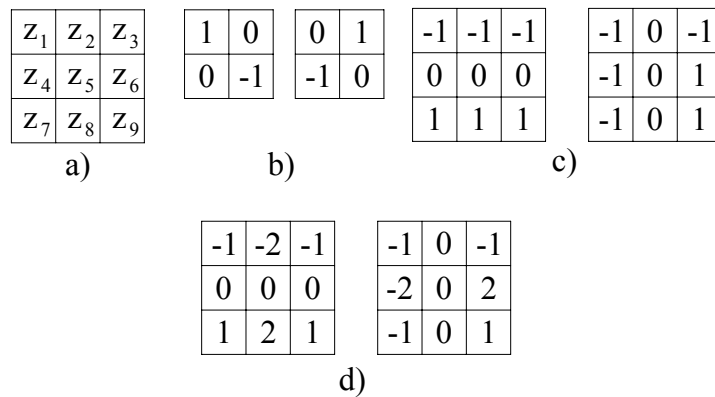 z₁ z₂ z₃ 1 0 0 1 -1 -1 -1 -1 0 -1
z₄ z₅ z₆ 0 -1 -1 0 0 0 0 -1 0 1
z₇ z₈ z₉ 1 1 1 -1 0 1
a) b) c)
-1 -2 -1 -1 0 -1
0 0 0 -2 0 2
1 2 1 -1 0 1
d)